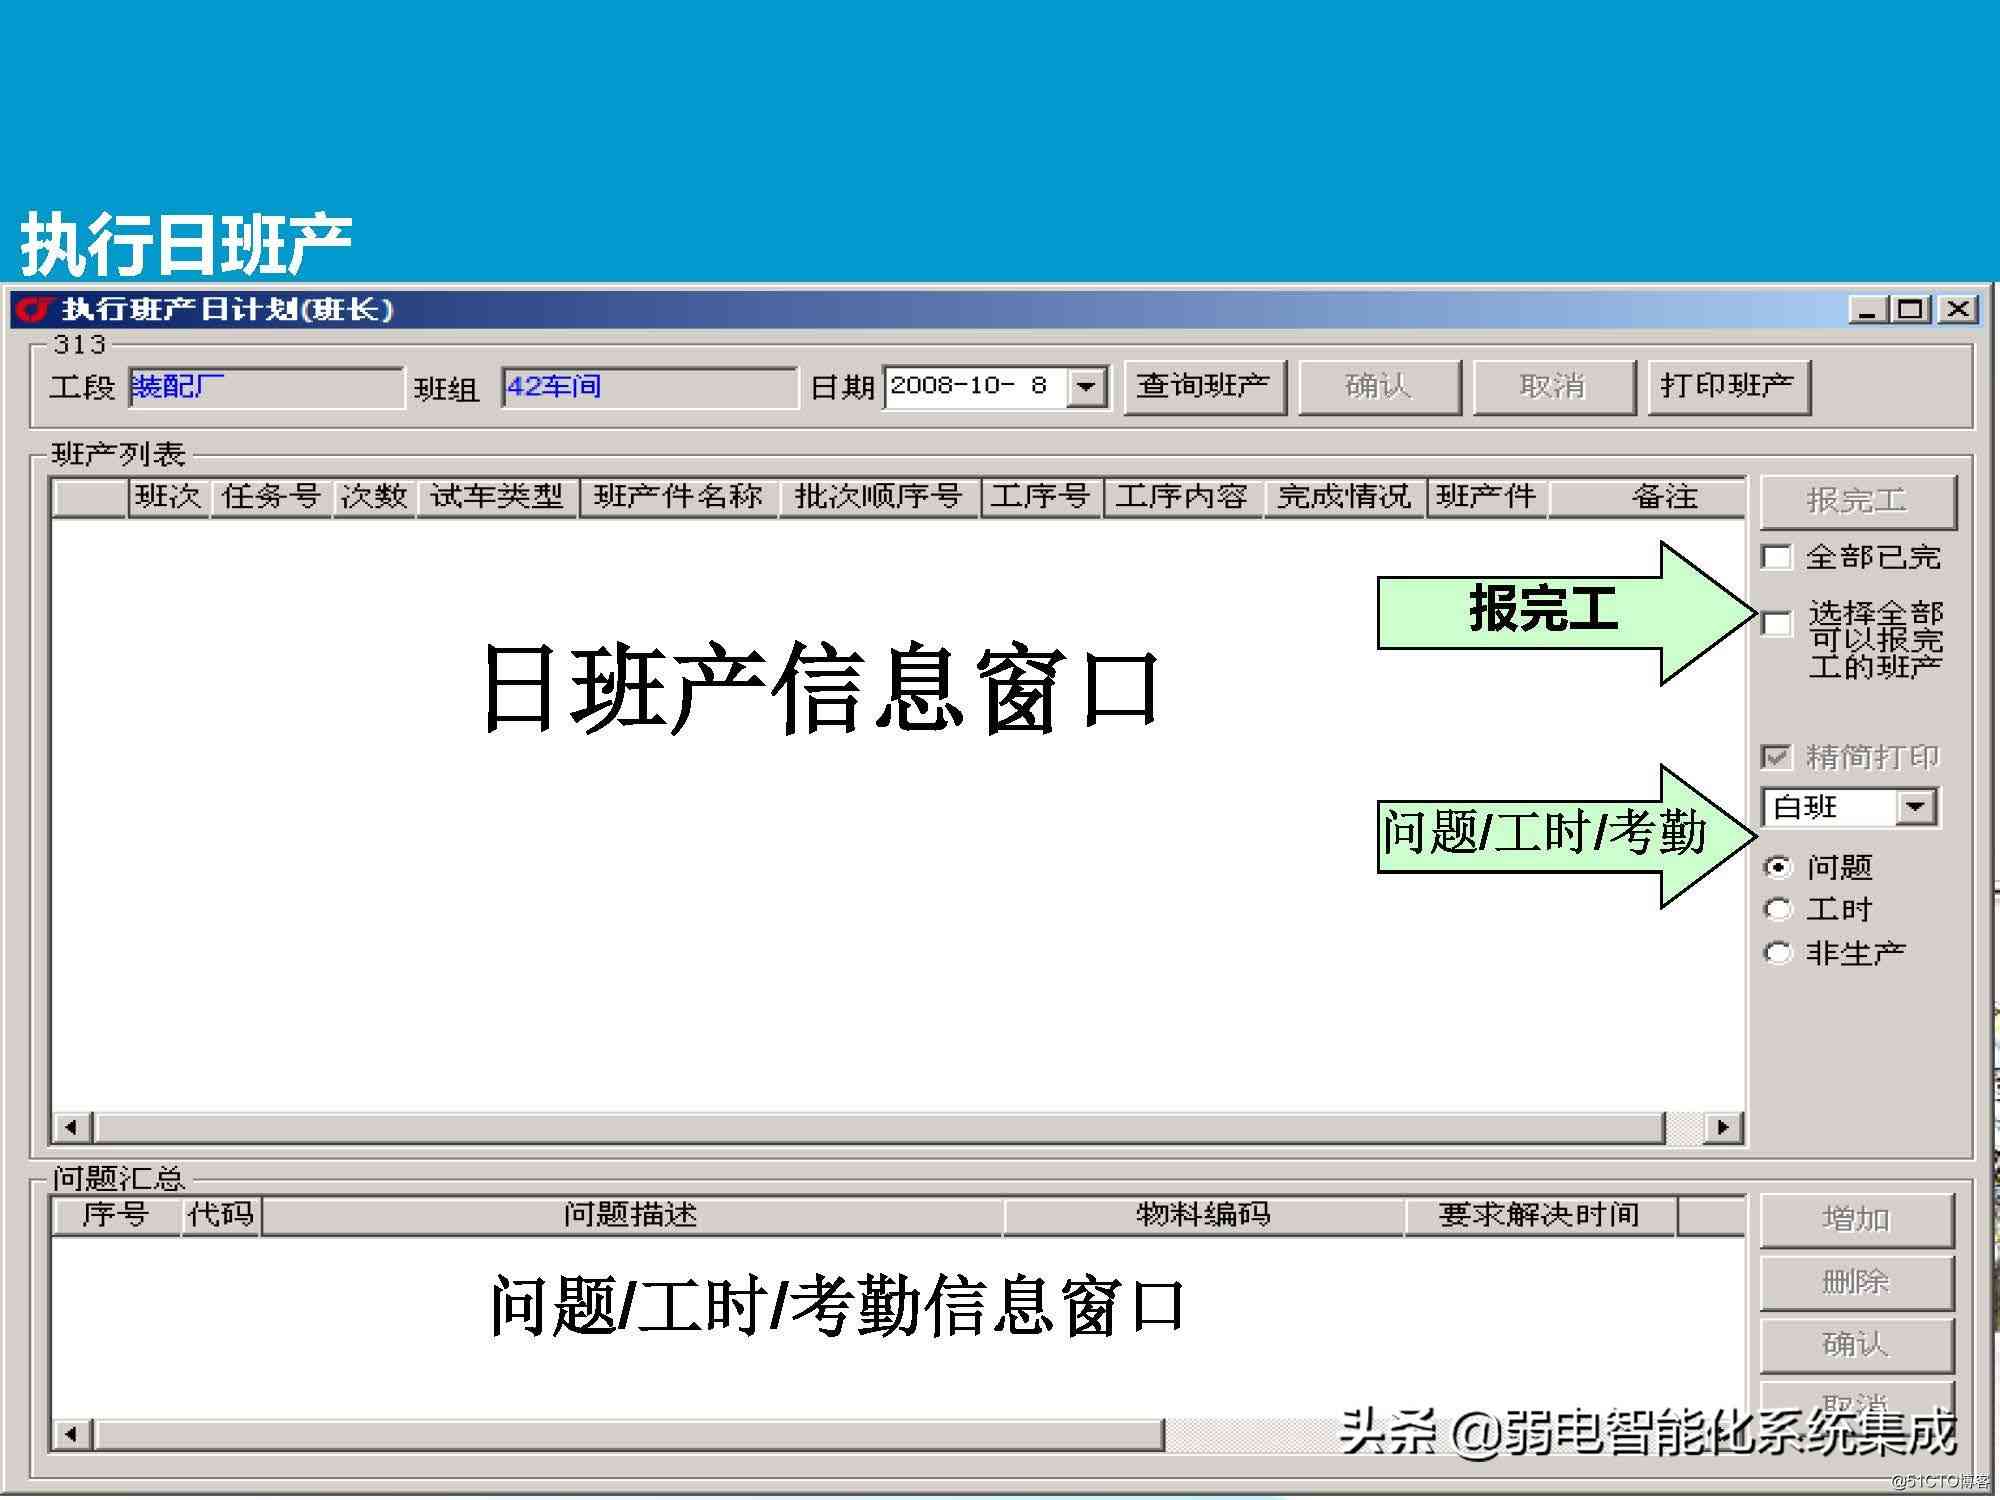 执行日班产
执行班产日计划(班长)
313
工段 装配厂 班组 42车间 日期 2008-10- 8 查询班产 确认 取消 打印班产
班产列表
班次 任务号 次数 试车类型 班产件名称 批次顺序号 工序号 工序内容 完成情况 班产件 备注
报完工
全部已完
报完工
选择全部
可以报完
工的班产
日班产信息窗口
精简打印
白班
问题/工时/考勤
问题
工时
非生产
问题汇总
序号 代码 问题描述 物料编码 要求解决时间
增加
删除
问题/工时/考勤信息窗口
确认
取消
头条 @弱电智能化系统集成
@51CTO博客